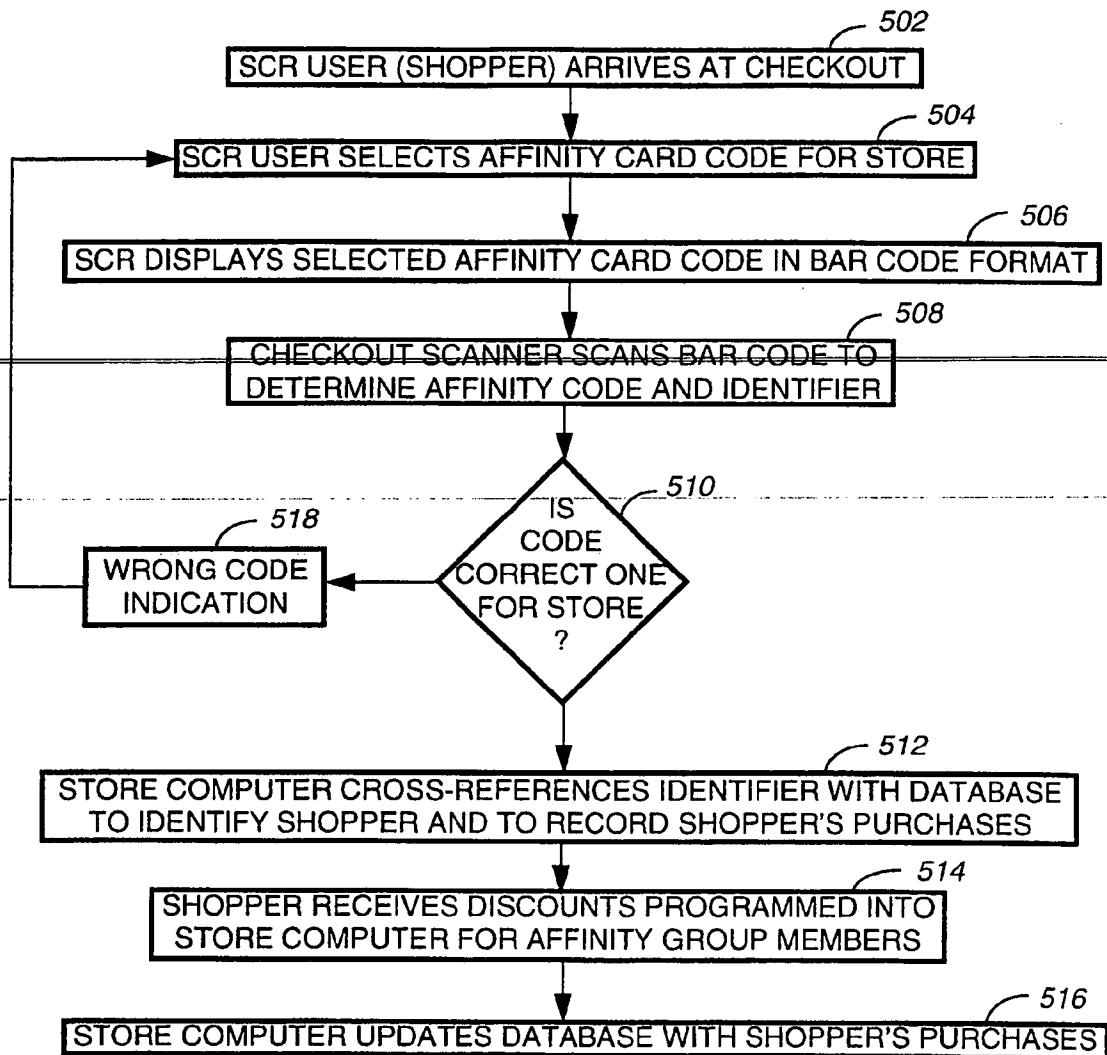 502
SCR USER (SHOPPER) ARRIVES AT CHECKOUT
504
SCR USER SELECTS AFFINITY CARD CODE FOR STORE
506
SCR DISPLAYS SELECTED AFFINITY CARD CODE IN BAR CODE FORMAT
508
CHECKOUT SCANNER SCANS BAR CODE TO
DETERMINE AFFINITY CODE AND IDENTIFIER
510
IS
CODE
CORRECT ONE
FOR STORE
?
518
WRONG CODE
INDICATION
512
STORE COMPUTER CROSS-REFERENCES IDENTIFIER WITH DATABASE
TO IDENTIFY SHOPPER AND TO RECORD SHOPPER'S PURCHASES
514
SHOPPER RECEIVES DISCOUNTS PROGRAMMED INTO
STORE COMPUTER FOR AFFINITY GROUP MEMBERS
516
STORE COMPUTER UPDATES DATABASE WITH SHOPPER'S PURCHASES